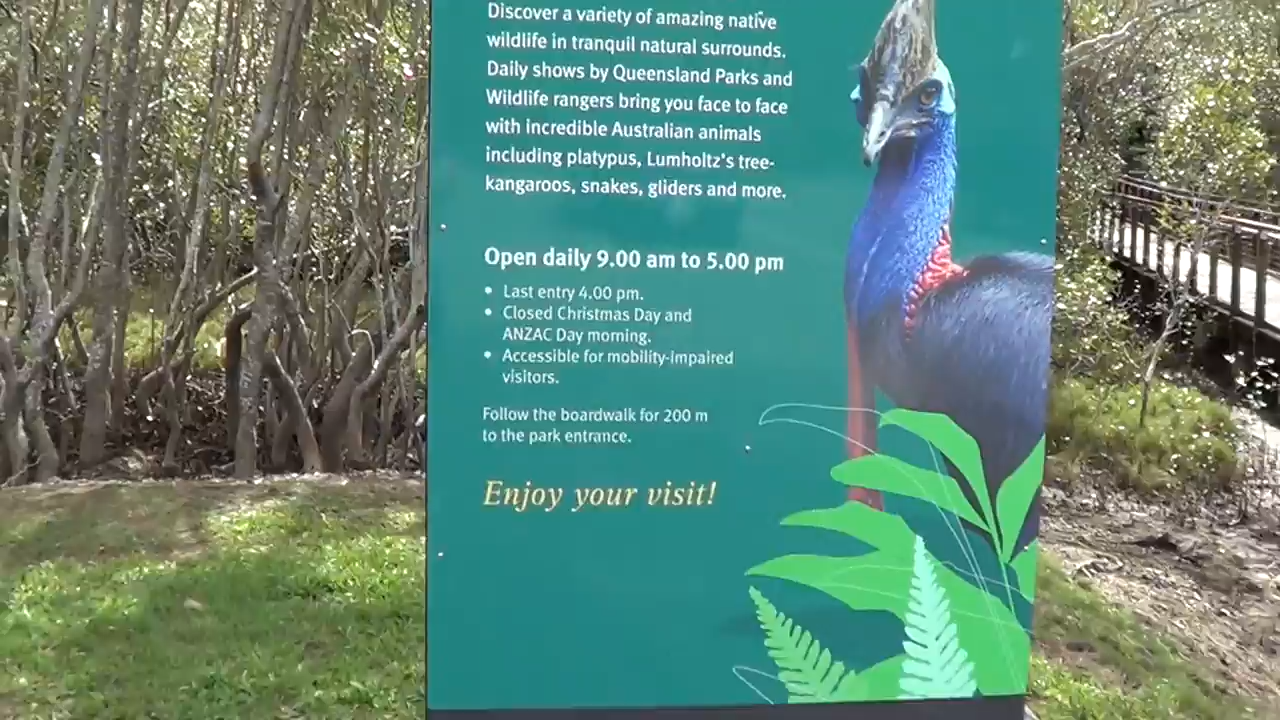 Discover a variety of amazing native
wildlife in tranquil natural surrounds.
Daily shows by Queensland Parks and
Wildlife rangers bring you face to face
with incredible Australian animals
including platypus, Lumholtz's tree-
kangaroos, snakes, gliders and more.
Open daily 9.00 am to 5.00 pm
• Last entry 4.00 pm.
• Closed Christmas Day and
ANZAC Day morning.
• Accessible for mobility-impaired
visitors.
Follow the boardwalk for 200 m
to the park entrance.
Enjoy your visit!